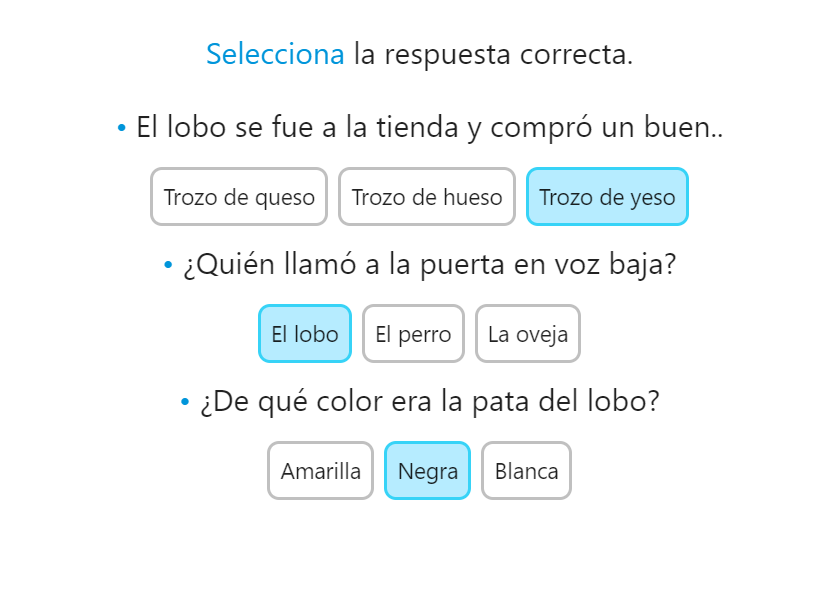 Selecciona la respuesta correcta.
• El lobo se fue a la tienda y compró un buen..
Trozo de queso Trozo de hueso Trozo de yeso
• ¿Quién llamó a la puerta en voz baja?
El lobo El perro La oveja
• ¿De qué color era la pata del lobo?
Amarilla Negra Blanca